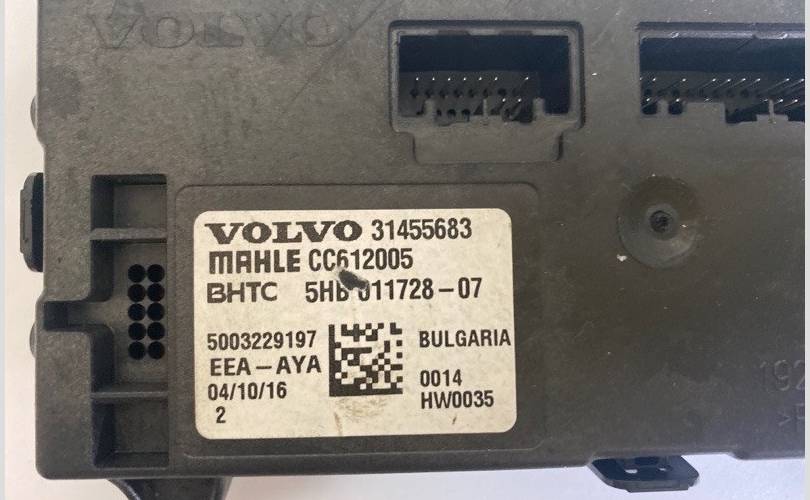 VOLVO
VOLVO 31455683
MAHLE CC612005
BHTC 5HB 011728-07
5003229197
BULGARIA
EEA-AYA
04/10/16
0014
2
HW0035